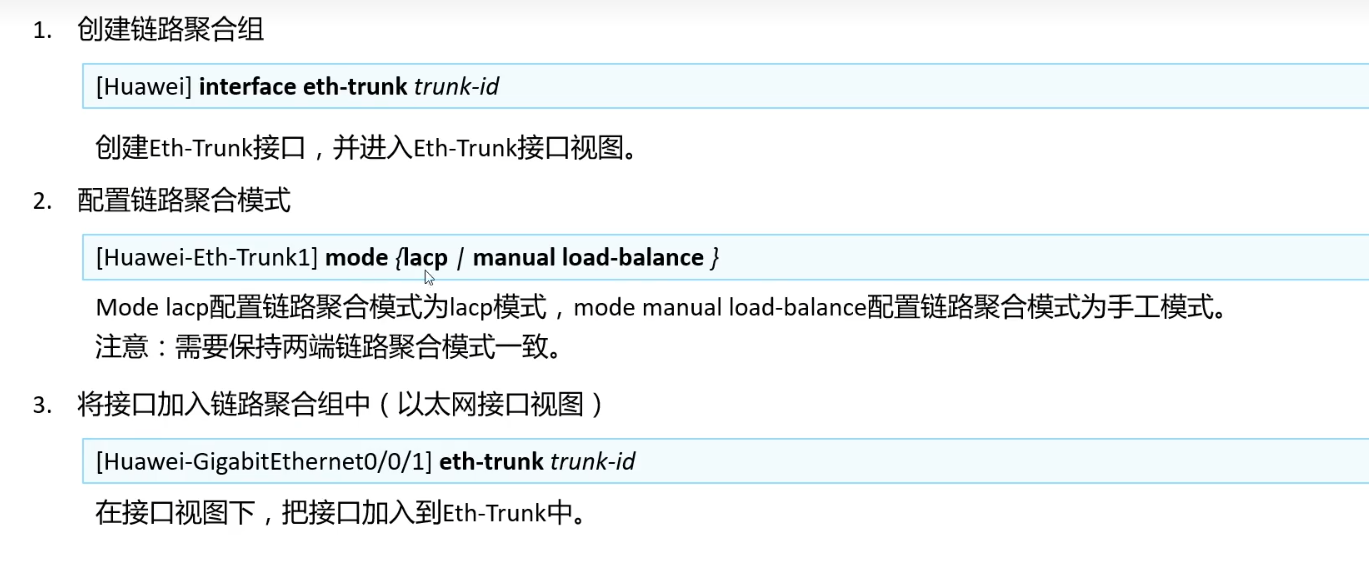 1. 创建链路聚合组
[Huawei] interface eth-trunk trunk-id
创建Eth-Trunk接口，并进入Eth-Trunk接口视图。
2. 配置链路聚合模式
[Huawei-Eth-Trunk1] mode {lacp | manual load-balance }
Mode lacp配置链路聚合模式为lacp模式，mode manual load-balance配置链路聚合模式为手工模式。
注意：需要保持两端链路聚合模式一致。
3. 将接口加入链路聚合组中（以太网接口视图）
[Huawei-GigabitEthernet0/0/1] eth-trunk trunk-id
在接口视图下，把接口加入到Eth-Trunk中。